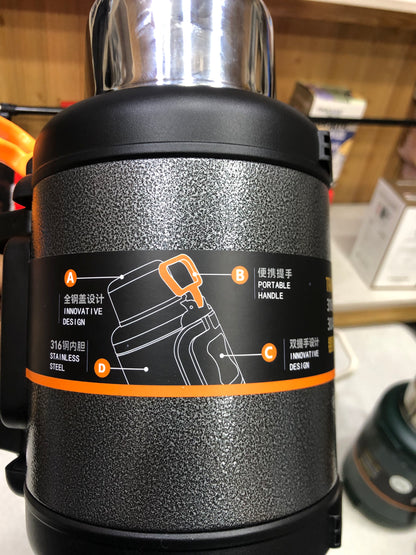 A
全钢盖设计
INNOVATIVE
DESIGN
B
便携提手
PORTABLE
HANDLE
316钢内胆
STAINLESS
STEEL
D
C
双提手设计
INNOVATIVE
DESIGN